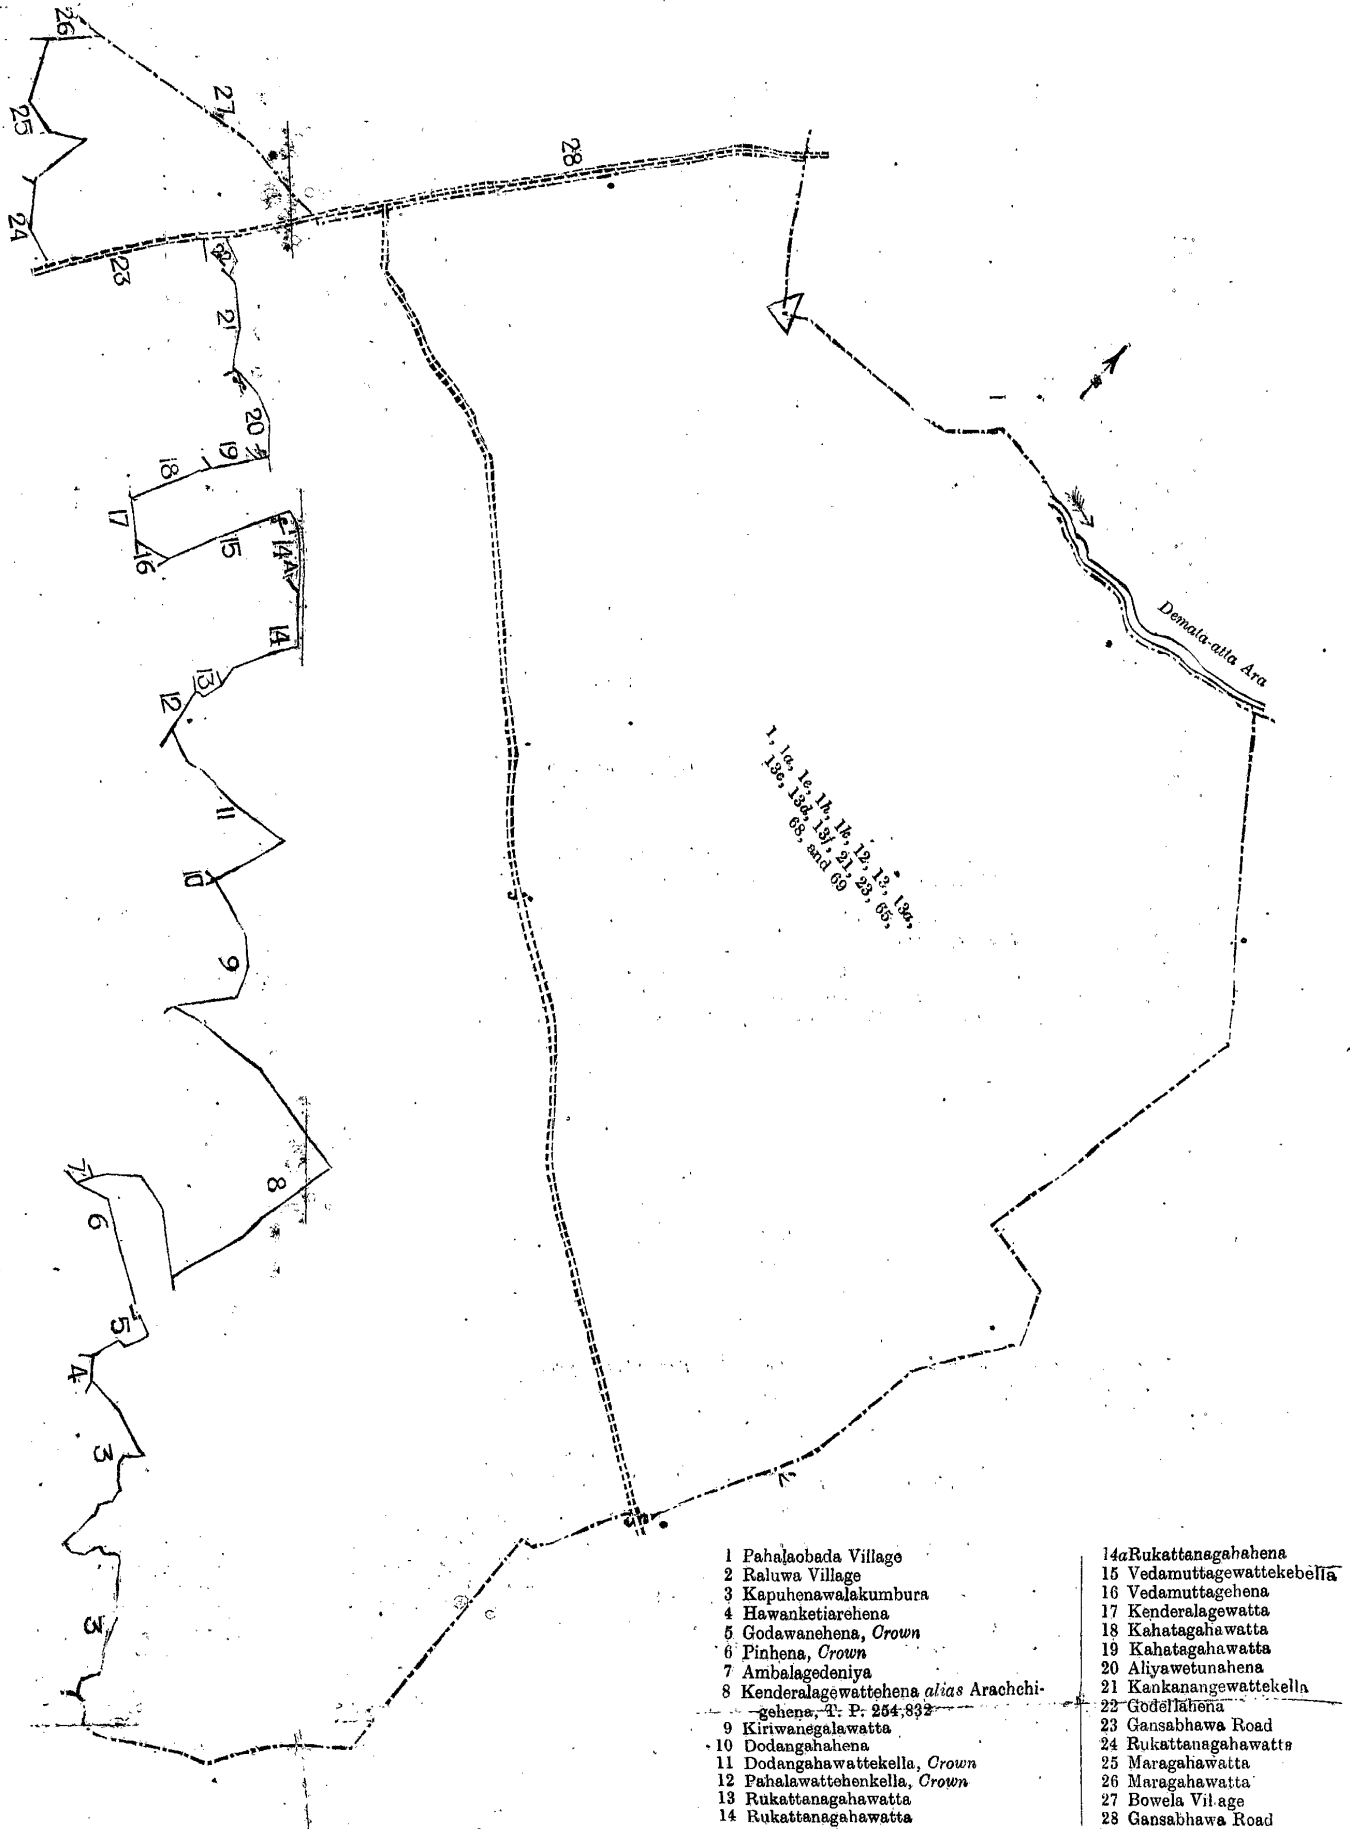 26
27
25
28
24
23
22
21
20
19
18
17
16
15
14A
14
13
12
11
10
9
8
7
6
5
4
3
3
1
2
Demata-atta Ara
1, 1a, 1e, 1h, 1k, 12, 13, 13a,
13c, 13d, 13f, 21, 23, 65,
68, and 69
1 Pahalaobada Village
2 Raluwa Village
3 Kapuhenawalakumbura
4 Hawanketiarehena
5 Godawanehena, Crown
6 Pinhena, Crown
7 Ambalagedeniya
8 Kenderalagewattehena alias Arachchi-
gehena, T. P. 254,832
9 Kiriwanegalawatta
10 Dodangahahena
11 Dodangahawattekella, Crown
12 Pahalawattehenkella, Crown
13 Rukattanagahawatta
14 Rukattanagahawatta
14a Rukattanagahahena
15 Vedamuttagewattekebella
16 Vedamuttagehena
17 Kenderalagewatta
18 Kahatagahawatta
19 Kahatagahawatta
20 Aliyawetunahena
21 Kankanangewattekella
22 Godellahena
23 Gansabhawa Road
24 Rukattanagahawatta
25 Maragahawatta
26 Maragahawatta
27 Bowela Village
28 Gansabhawa Road